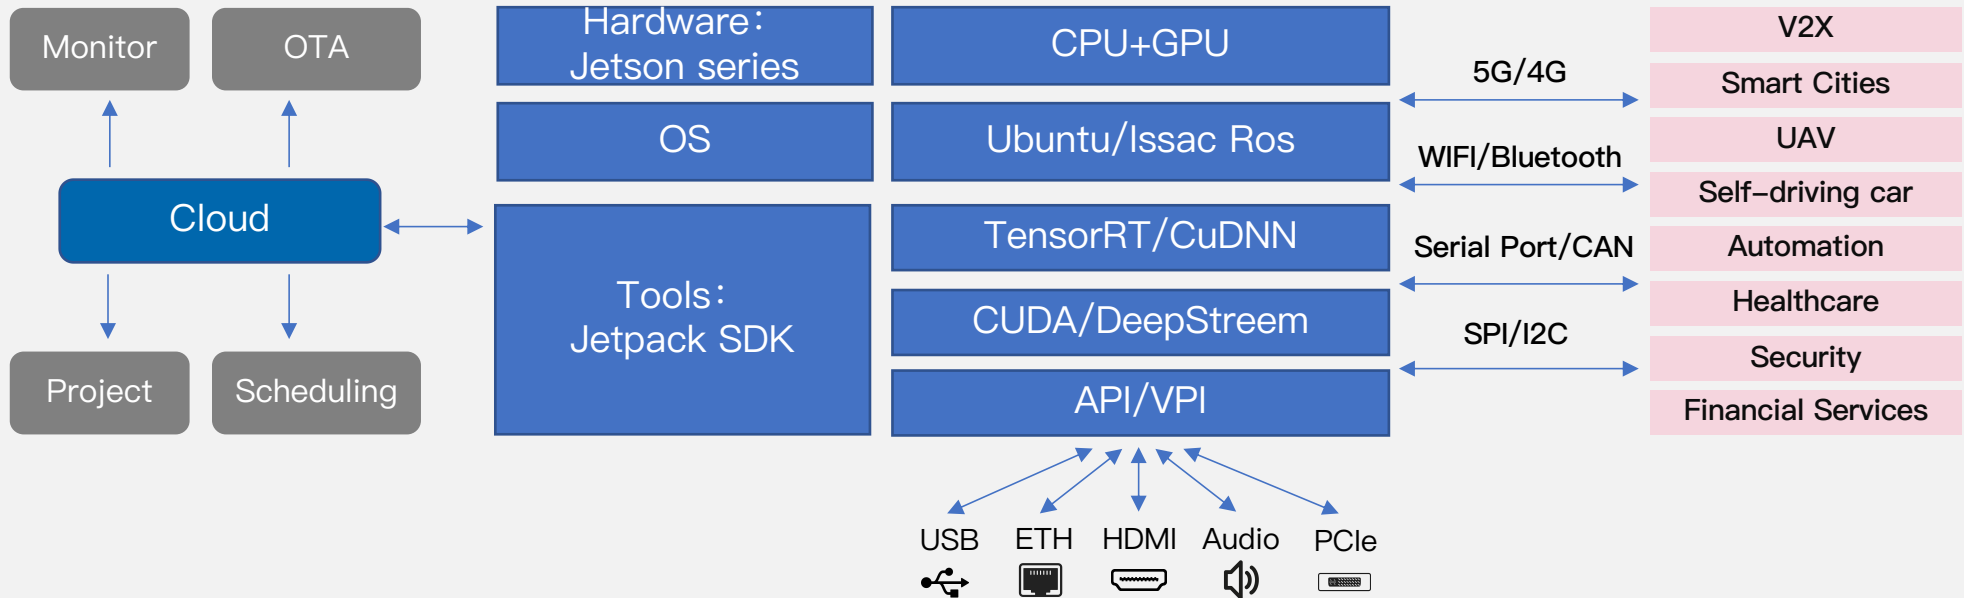 Monitor
OTA
Cloud
Project
Scheduling
Hardware：
Jetson series
CPU+GPU
OS
Ubuntu/Issac Ros
Tools：
Jetpack SDK
TensorRT/CuDNN
CUDA/DeepStreem
API/VPI
USB
ETH
HDMI
Audio
PCIe
5G/4G
WIFI/Bluetooth
Serial Port/CAN
SPI/I2C
V2X
Smart Cities
UAV
Self-driving car
Automation
Healthcare
Security
Financial Services